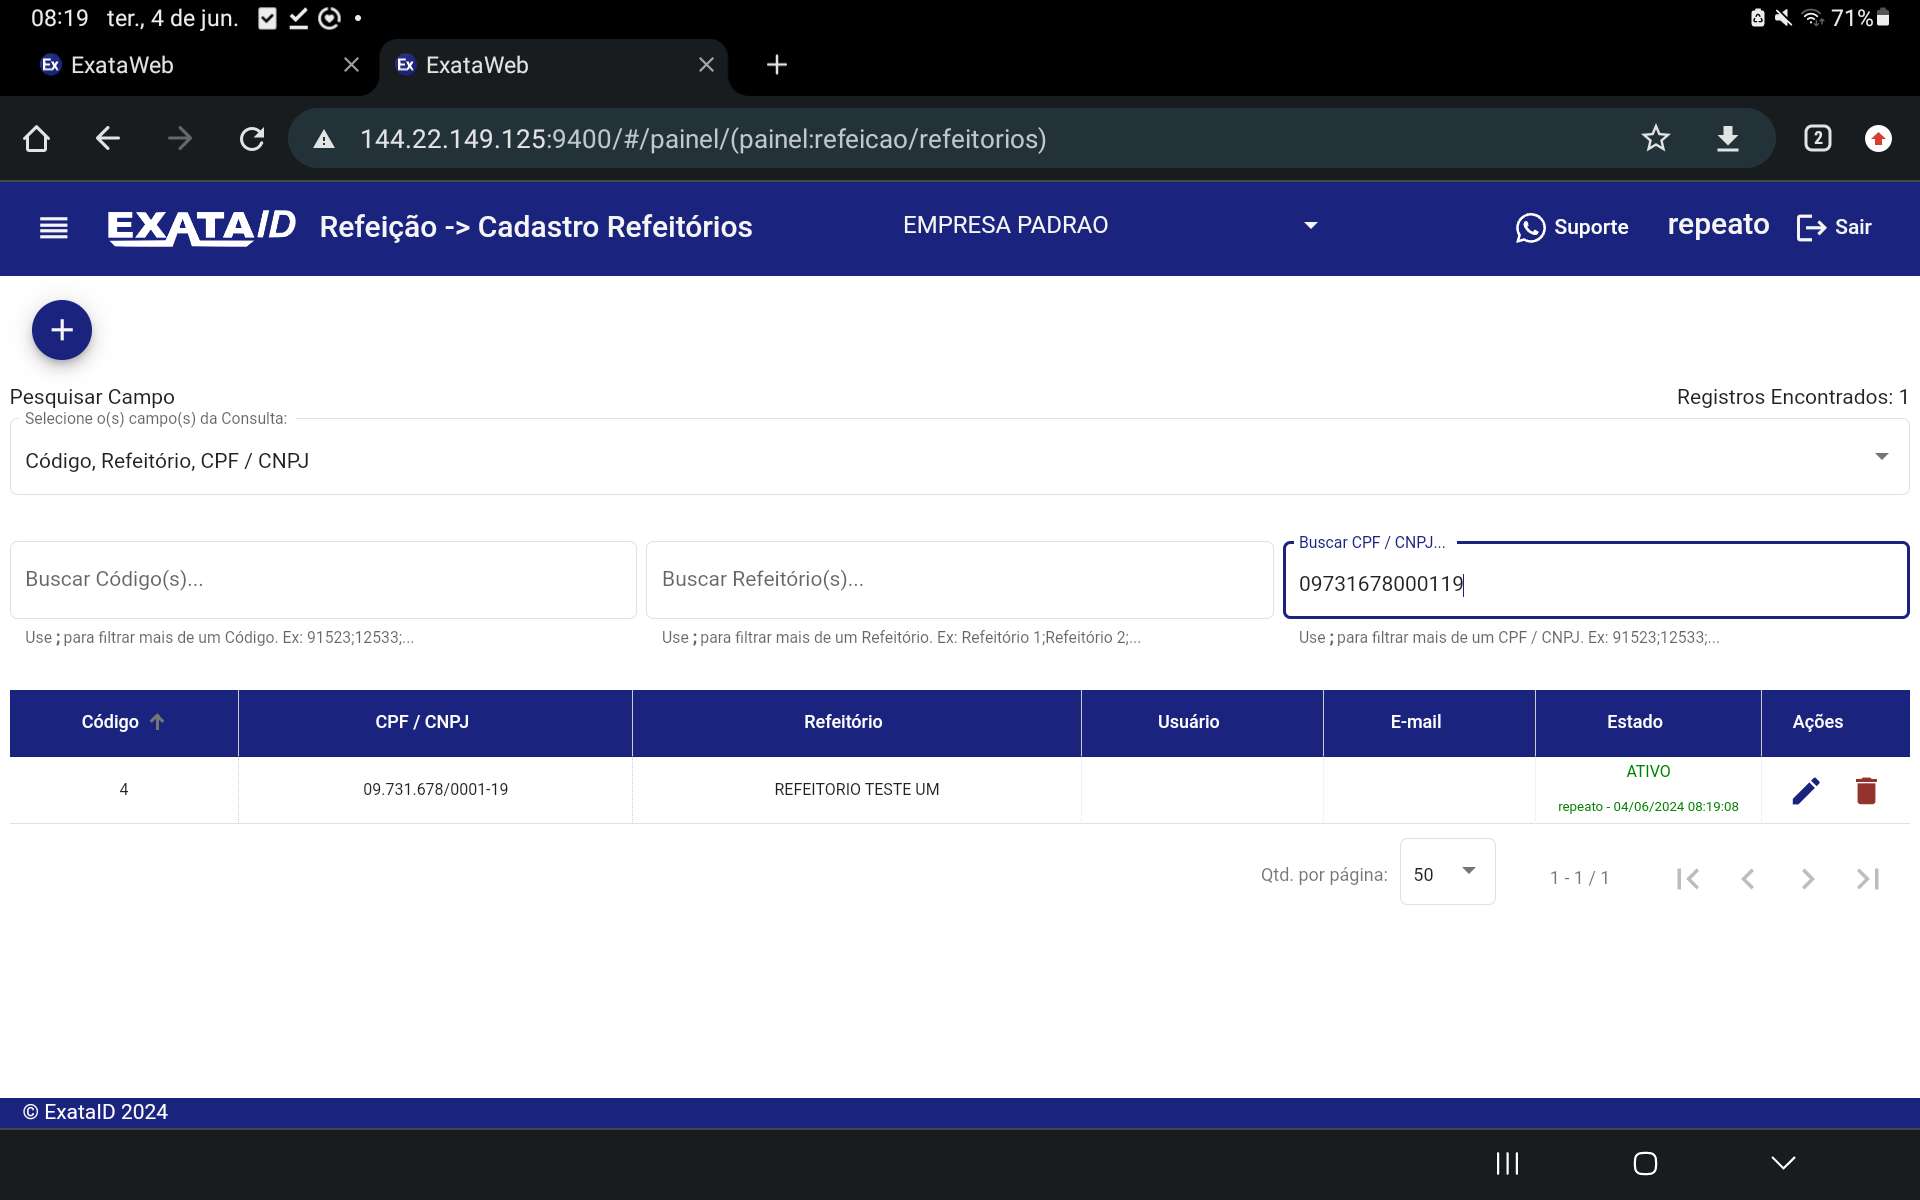 08:19 ter., 4 de jun. 71%
Ex ExataWeb Ex ExataWeb
144.22.149.125:9400/#/painel/(painel:refeicao/refeitorios) 2
EXATAID Refeição -> Cadastro Refeitórios EMPRESA PADRAO Suporte repeato Sair
Pesquisar Campo Registros Encontrados: 1
Selecione o(s) campo(s) da Consulta:
Código, Refeitório, CPF / CNPJ
Buscar CPF / CNPJ...
Buscar Código(s)... Buscar Refeitório(s)... 09731678000119
Use ; para filtrar mais de um Código. Ex: 91523;12533;... Use ; para filtrar mais de um Refeitório. Ex: Refeitório 1;Refeitório 2;... Use ; para filtrar mais de um CPF / CNPJ. Ex: 91523;12533;...
Código CPF / CNPJ Refeitório Usuário E-mail Estado Ações
4 09.731.678/0001-19 REFEITORIO TESTE UM ATIVO
repeato - 04/06/2024 08:19:08
Qtd. por página: 50 1 - 1 / 1
© ExataID 2024